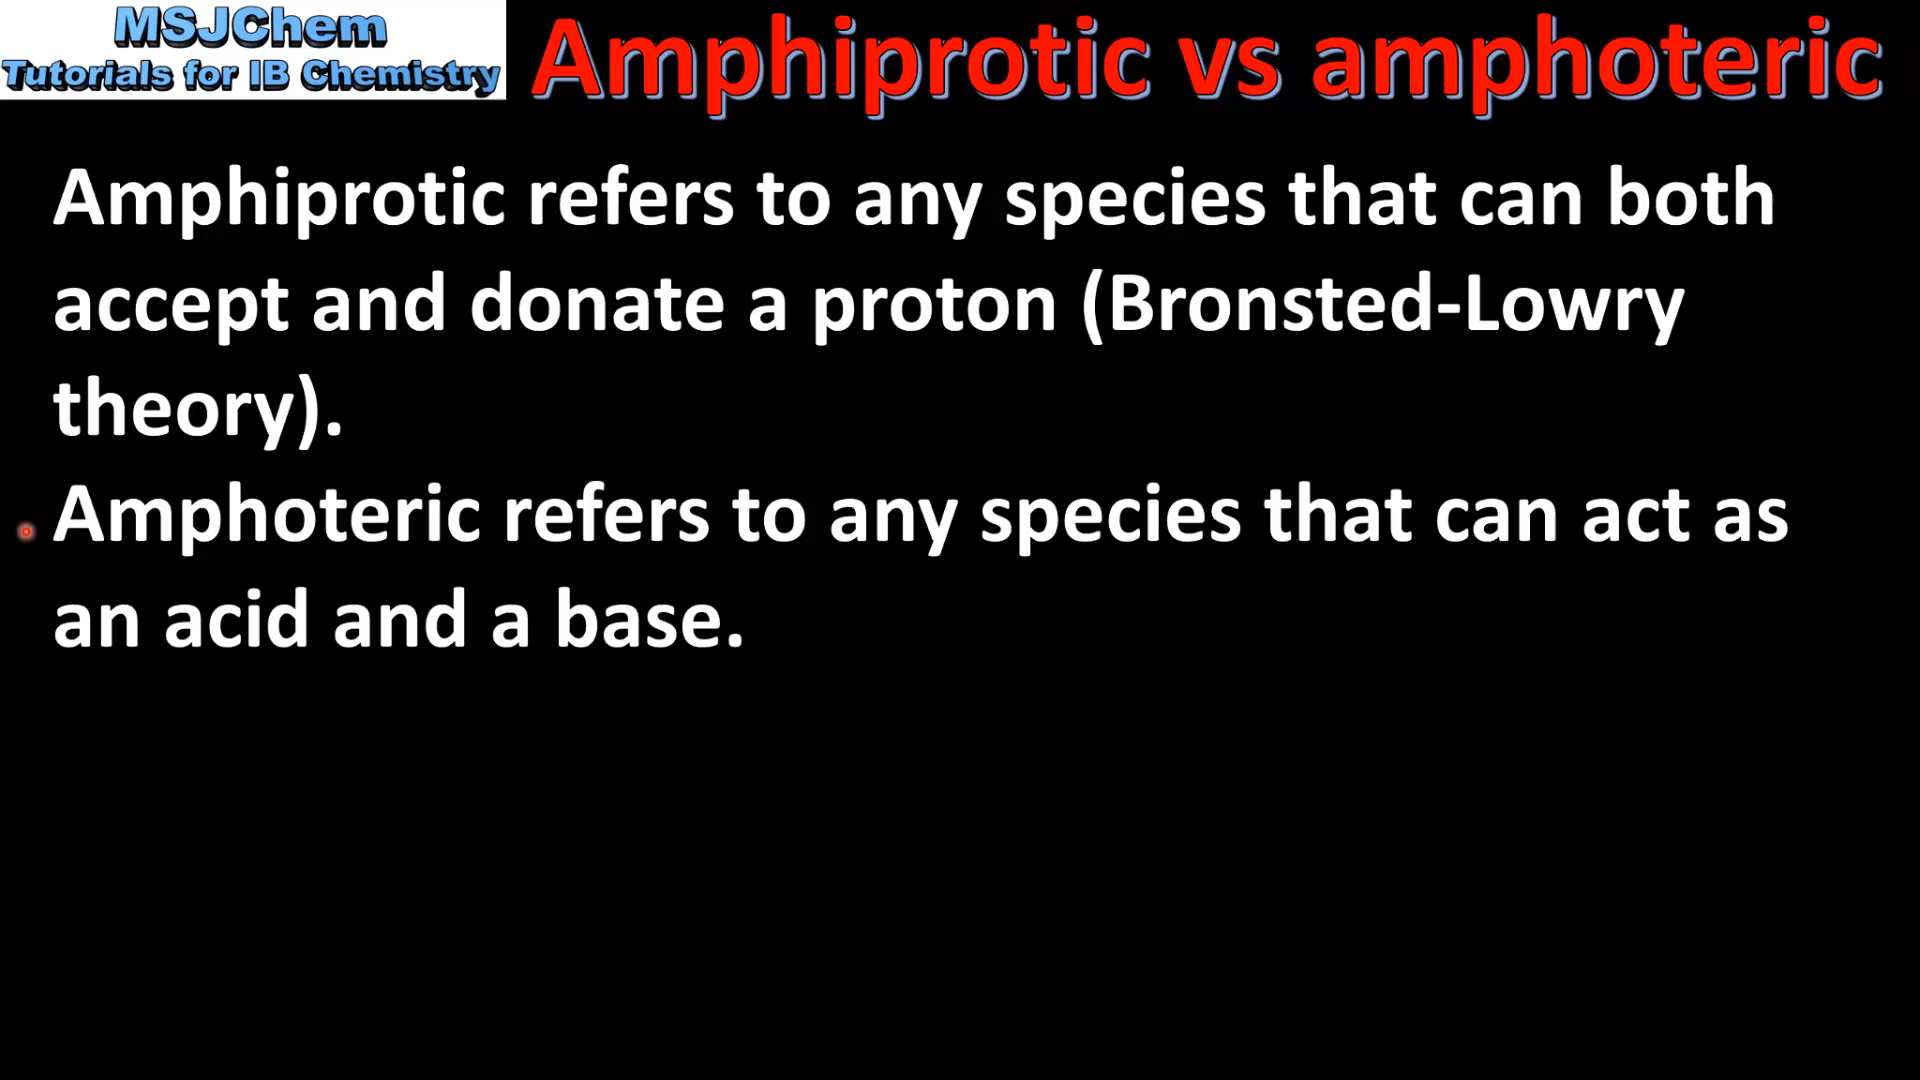 MSJChem
Tutorials for IB Chemistry
Amphiprotic vs amphoteric
Amphiprotic refers to any species that can both
accept and donate a proton (Bronsted-Lowry
theory).
Amphoteric refers to any species that can act as
an acid and a base.